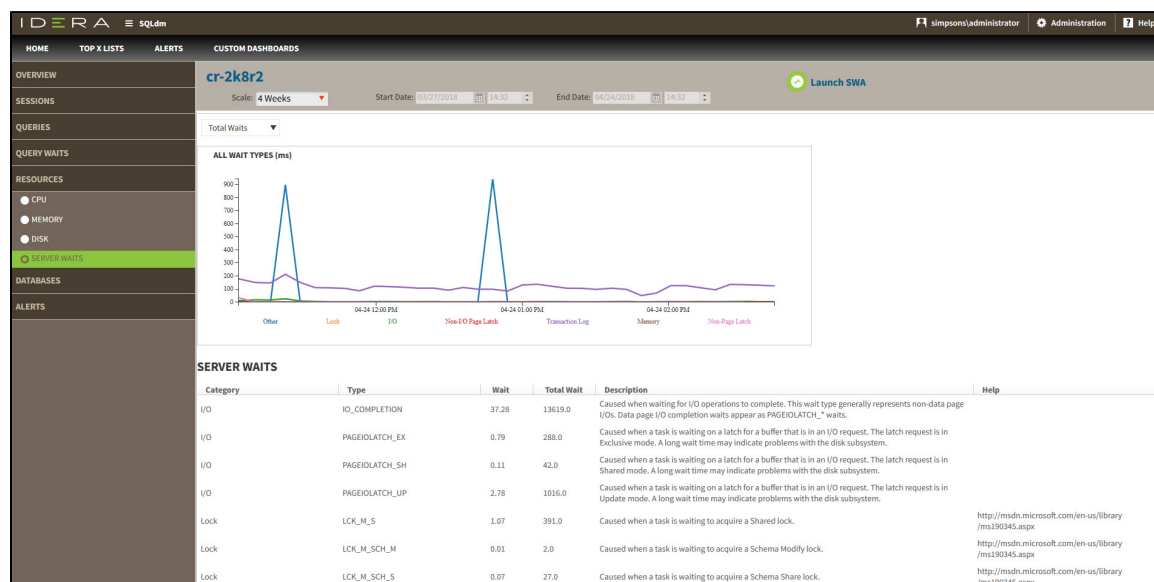 IDERA ≡ SQLdm simpsons\administrator Administration ? Help
HOME TOP X LISTS ALERTS CUSTOM DASHBOARDS
OVERVIEW
SESSIONS
QUERIES
QUERY WAITS
RESOURCES
CPU
MEMORY
DISK
SERVER WAITS
DATABASES
ALERTS
cr-2k8r2
Launch SWA
Scale: 4 Weeks Start Date: 03/27/2018 14:32 End Date: 04/24/2018 14:32
Total Waits
ALL WAIT TYPES (ms)
900
800
700
600
500
400
300
200
100
0
04-24 12:00 PM 04-24 01:00 PM 04-24 02:00 PM
Other Lock I/O Non-I/O Page Latch Transaction Log Memory Non-Page Latch
SERVER WAITS
Category Type Wait Total Wait Description Help
I/O IO_COMPLETION 37.28 13619.0 Caused when waiting for I/O operations to complete. This wait type generally represents non-data page
I/Os. Data page I/O completion waits appear as PAGEIOLATCH_* waits.
I/O PAGEIOLATCH_EX 0.79 288.0 Caused when a task is waiting on a latch for a buffer that is in an I/O request. The latch request is in
Exclusive mode. A long wait time may indicate problems with the disk subsystem.
I/O PAGEIOLATCH_SH 0.11 42.0 Caused when a task is waiting on a latch for a buffer that is in an I/O request. The latch request is in
Shared mode. A long wait time may indicate problems with the disk subsystem.
I/O PAGEIOLATCH_UP 2.78 1016.0 Caused when a task is waiting on a latch for a buffer that is in an I/O request. The latch request is in
Update mode. A long wait time may indicate problems with the disk subsystem.
Lock LCK_M_S 1.07 391.0 Caused when a task is waiting to acquire a Shared lock. http://msdn.microsoft.com/en-us/library
/ms190345.aspx
Lock LCK_M_SCH_M 0.01 2.0 Caused when a task is waiting to acquire a Schema Modify lock. http://msdn.microsoft.com/en-us/library
/ms190345.aspx
Lock LCK_M_SCH_S 0.07 27.0 Caused when a task is waiting to acquire a Schema Share lock. http://msdn.microsoft.com/en-us/library
/ms190345.aspx